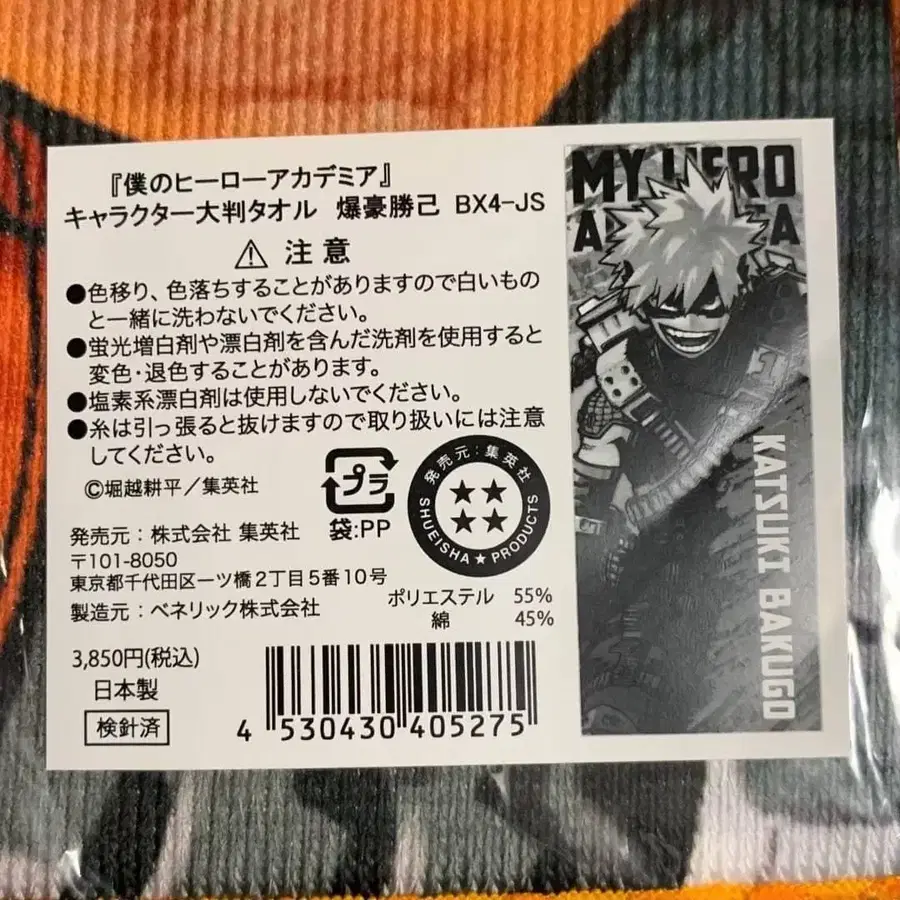 『僕のヒーローアカデミア』
キャラクター大判タオル 爆豪勝己 BX4-JS
注意
●色移り、色落ちすることがありますので白いもの
と一緒に洗わないでください。
●蛍光増白剤や漂白剤を含んだ洗剤を使用すると
変色・退色することがあります。
●塩素系漂白剤は使用しないでください。
●糸は引っ張ると抜けますので取り扱いには注意
してください。
©堀越耕平／集英社
プラ
袋:PP
発売元:集英社
SHUEISHA★PRODUCTS
発売元：株式会社 集英社
〒101-8050
東京都千代田区一ツ橋2丁目5番10号
製造元：ベネリック株式会社
ポリエステル 55%
綿 45%
3,850円(税込)
日本製
検針済
4 530430 405275
MY HERO
KATSUKI BAKUGO